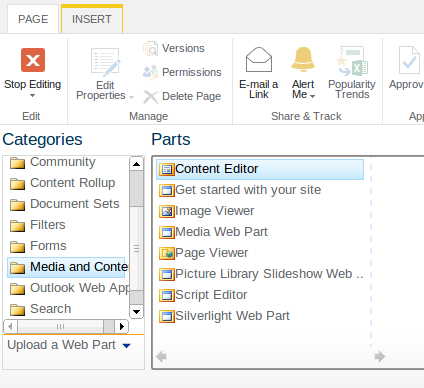 PAGE INSERT
Stop Editing
Edit Properties
Versions
Permissions
Delete Page
E-mail a Link
Alert Me
Popularity Trends
Approv
Edit Manage Share & Track Ap
Categories
Community
Content Rollup
Document Sets
Filters
Forms
Media and Conte
Outlook Web App
Search
Upload a Web Part
Parts
Content Editor
Get started with your site
Image Viewer
Media Web Part
Page Viewer
Picture Library Slideshow Web ..
Script Editor
Silverlight Web Part